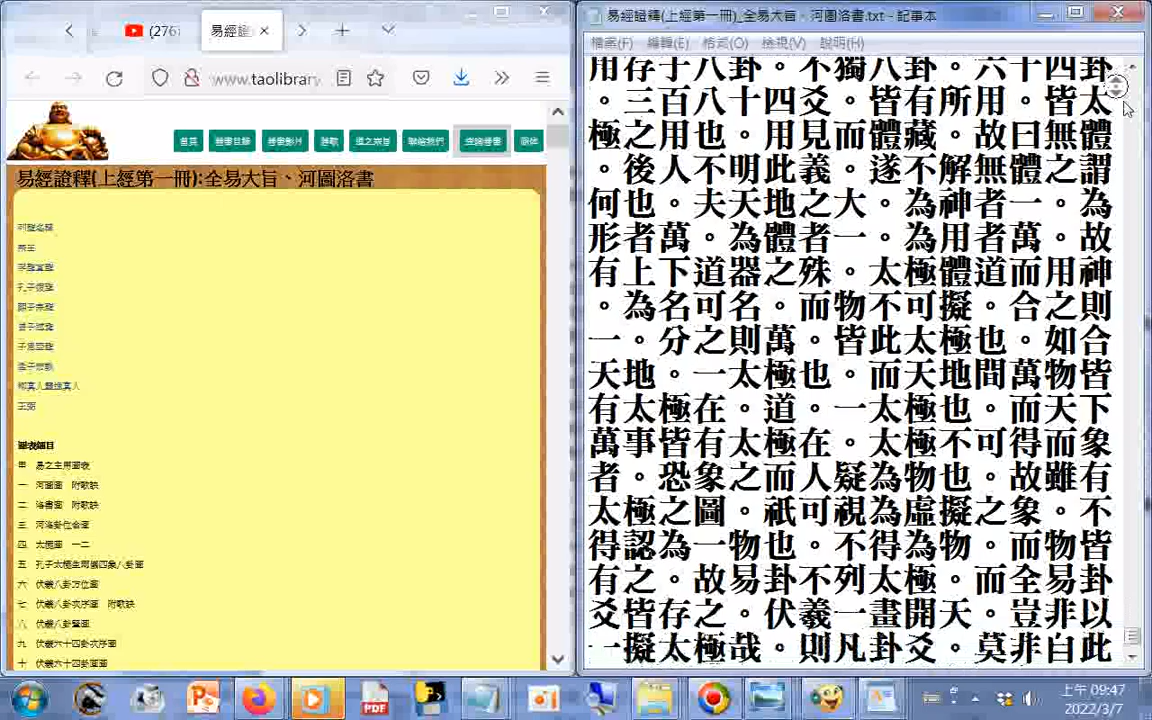 (276
易經證
www.taolibrary
易經證釋(上經第一冊):全易大旨、河圖洛書
圖表細目
甲　易之主用圖表
一　河圖圖　附歌訣
二　洛書圖　附歌訣
三　河洛卦位合圖
四　太極圖　一二
五　孔子太極生兩儀四象八卦圖
六　伏羲八卦方位圖
七　伏羲八卦次序圖　附歌訣
八　伏羲八卦豎圖
九　伏羲六十四卦次序圖
十　伏羲六十四卦圓圖
易經證釋(上經第一冊)_全易大旨、河圖洛書.txt - 記事本
檔案(F) 編輯(E) 格式(O) 檢視(V) 說明(H)
用存于八卦。不獨八卦。六十四卦
。三百八十四爻。皆有所用。皆太
極之用也。用見而體藏。故曰無體
。後人不明此義。遂不解無體之謂
何也。夫天地之大。為神者一。為
形者萬。為體者一。為用者萬。故
有上下道器之殊。太極體道而用神
。為名可名。而物不可擬。合之則
一。分之則萬。皆此太極也。如合
天地。一太極也。而天地間萬物皆
有太極在。道。一太極也。而天下
萬事皆有太極在。太極不可得而象
者。恐象之而人疑為物也。故雖有
太極之圖。祇可視為虛擬之象。不
得認為一物也。不得為物。而物皆
有之。故易卦不列太極。而全易卦
爻皆存之。伏羲一畫開天。豈非以
一擬太極哉。則凡卦爻。莫非自此
上午 09:47
2022/3/7